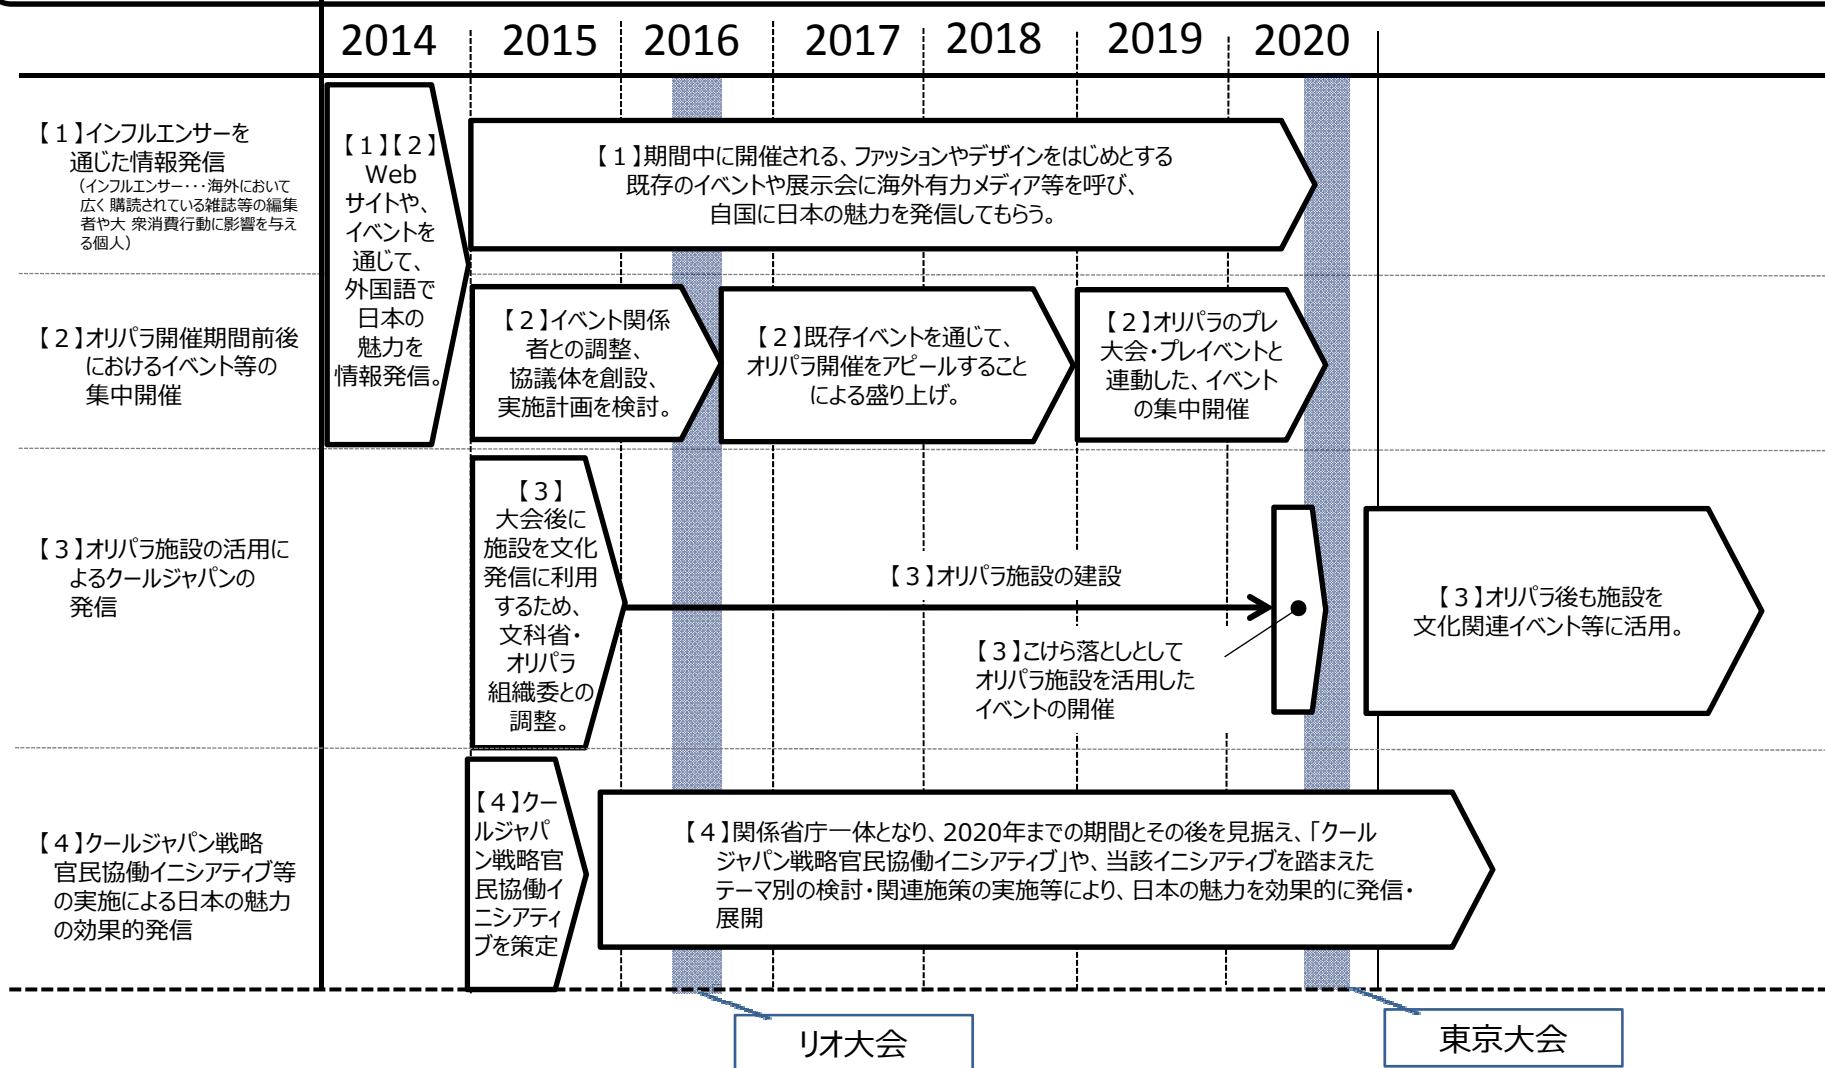 2014 2015 2016 2017 2018 2019 2020
【１】インフルエンサーを
通じた情報発信
（インフルエンサー・・・海外において
広く購読されている雑誌等の編集
者や大 衆消費行動に影響を与え
る個人）
【１】【２】
Web
サイトや、
イベントを
通じて、
外国語で
日本の
魅力を
情報発信。
【１】期間中に開催される、ファッションやデザインをはじめとする
既存のイベントや展示会に海外有力メディア等を呼び、
自国に日本の魅力を発信してもらう。
【２】オリパラ開催期間前後
におけるイベント等の
集中開催
【２】イベント関係
者との調整、
協議体を創設、
実施計画を検討。
【２】既存イベントを通じて、
オリパラ開催をアピールすること
による盛り上げ。
【２】オリパラのプレ
大会・プレイベントと
連動した、イベント
の集中開催
【３】オリパラ施設の活用に
よるクールジャパンの
発信
【３】
大会後に
施設を文化
発信に利用
するため、
文科省・
オリパラ
組織委との
調整。
【３】オリパラ施設の建設
【３】こけら落としとして
オリパラ施設を活用した
イベントの開催
【３】オリパラ後も施設を
文化関連イベント等に活用。
【４】クールジャパン戦略
官民協働イニシアティブ等
の実施による日本の魅力
の効果的発信
【４】クー
ルジャパ
ン戦略官
民協働イ
ニシアティ
ブを策定
【４】関係省庁一体となり、2020年までの期間とその後を見据え、「クール
ジャパン戦略官民協働イニシアティブ」や、当該イニシアティブを踏まえた
テーマ別の検討・関連施策の実施等により、日本の魅力を効果的に発信・
展開
リオ大会
東京大会